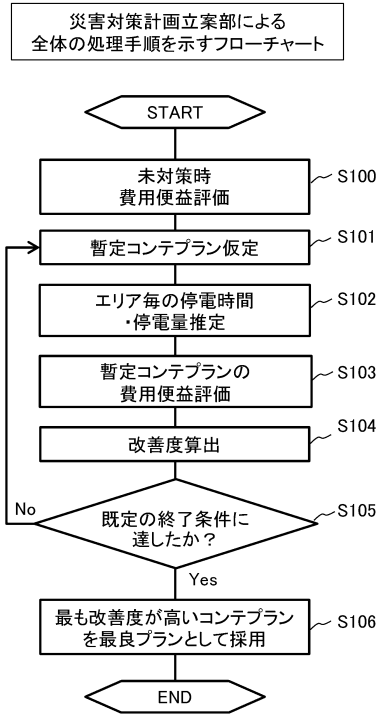 災害対策計画立案部による
全体の処理手順を示すフローチャート
START
未対策時
費用便益評価
S100
暫定コンテプラン仮定
S101
エリア毎の停電時間
・停電量推定
S102
暫定コンテプランの
費用便益評価
S103
改善度算出
S104
既定の終了条件に
達したか?
S105
No
Yes
最も改善度が高いコンテプラン
を最良プランとして採用
S106
END